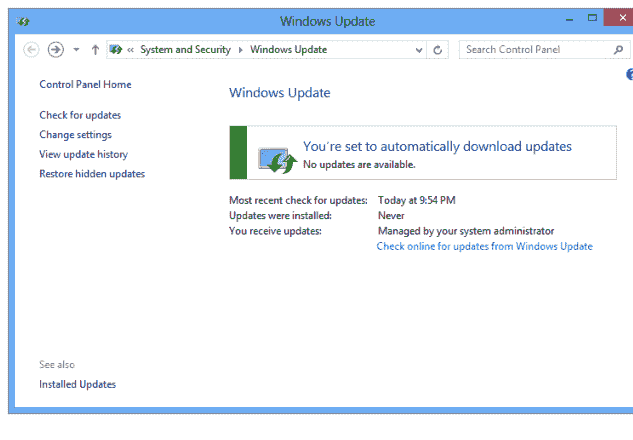 Windows Update
« System and Security Windows Update
Search Control Panel
Control Panel Home
Check for updates
Change settings
View update history
Restore hidden updates
Windows Update
You're set to automatically download updates
No updates are available.
Most recent check for updates: Today at 9:54 PM
Updates were installed: Never
You receive updates: Managed by your system administrator
Check online for updates from Windows Update
See also
Installed Updates